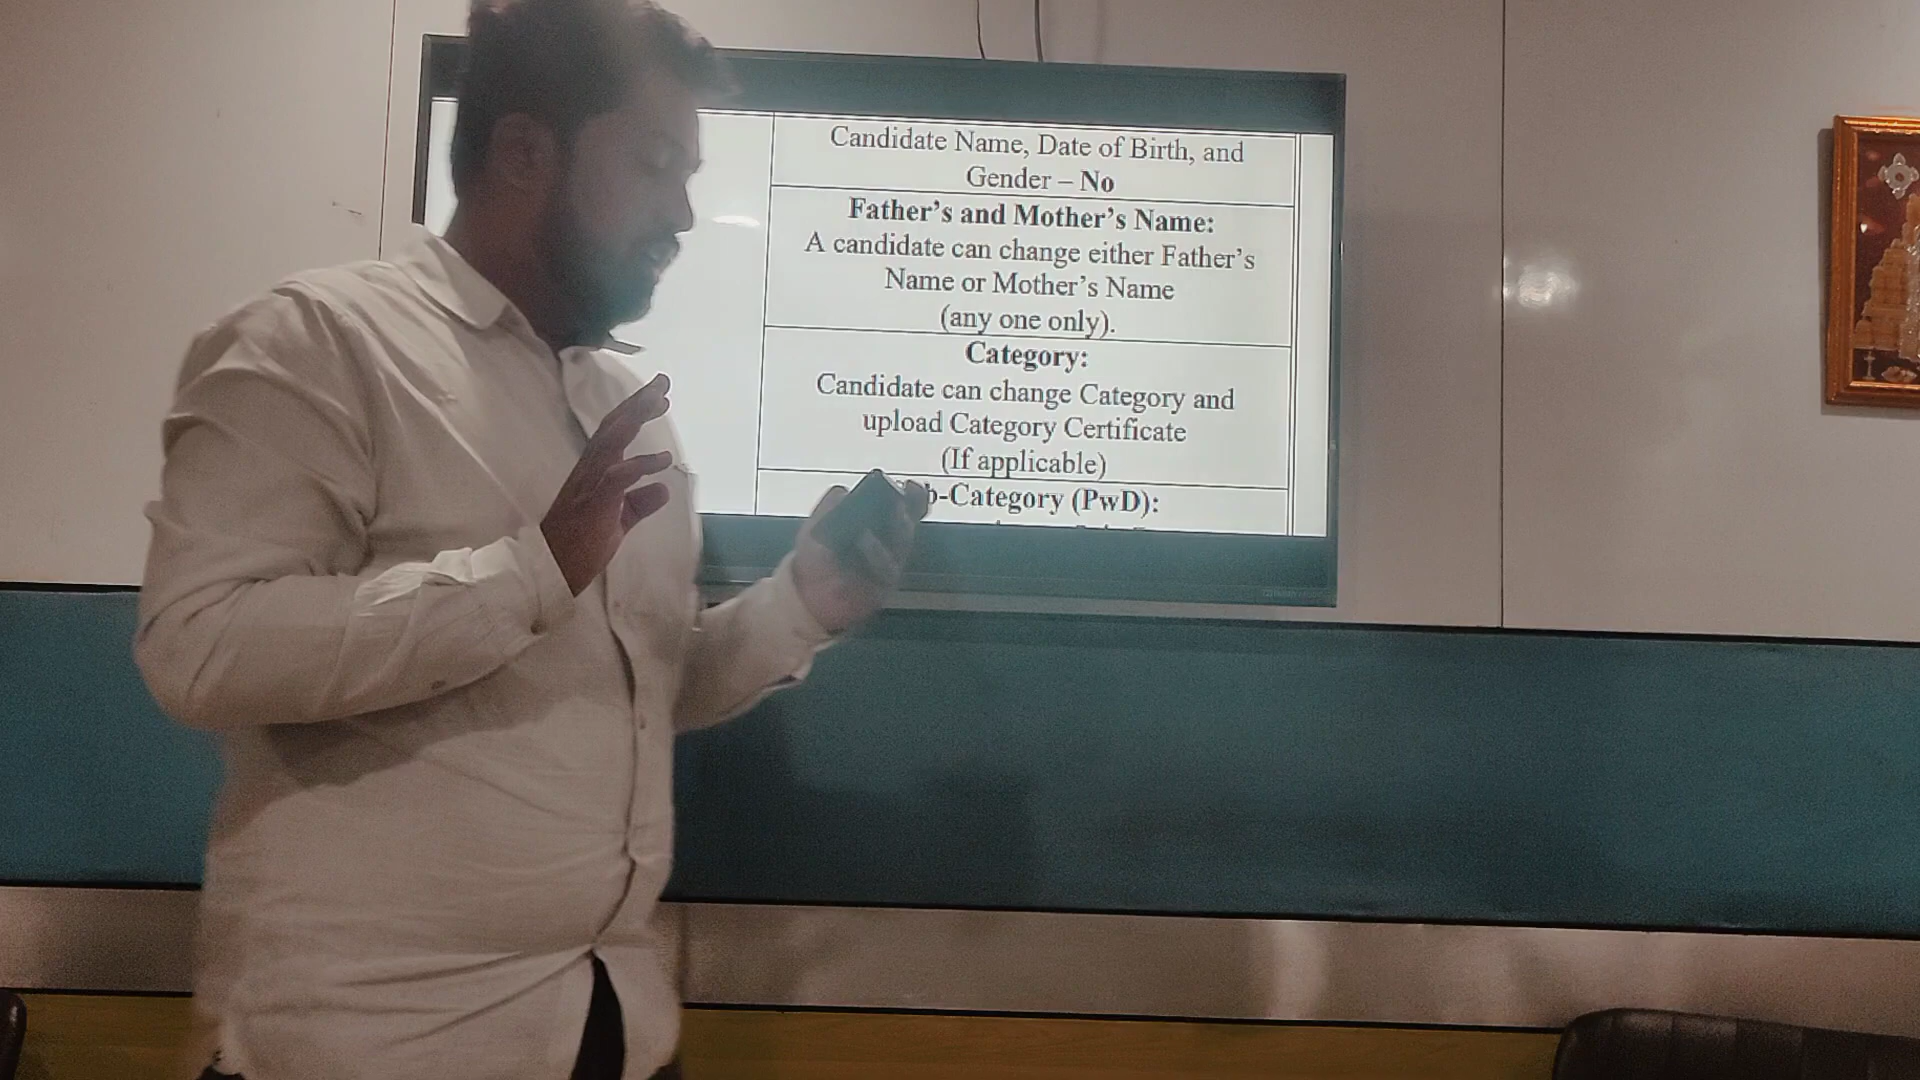 Candidate Name, Date of Birth, and
Gender – No
Father’s and Mother’s Name:
A candidate can change either Father’s
Name or Mother’s Name
(any one only).
Category:
Candidate can change Category and
upload Category Certificate
(If applicable)
b-Category (PwD):